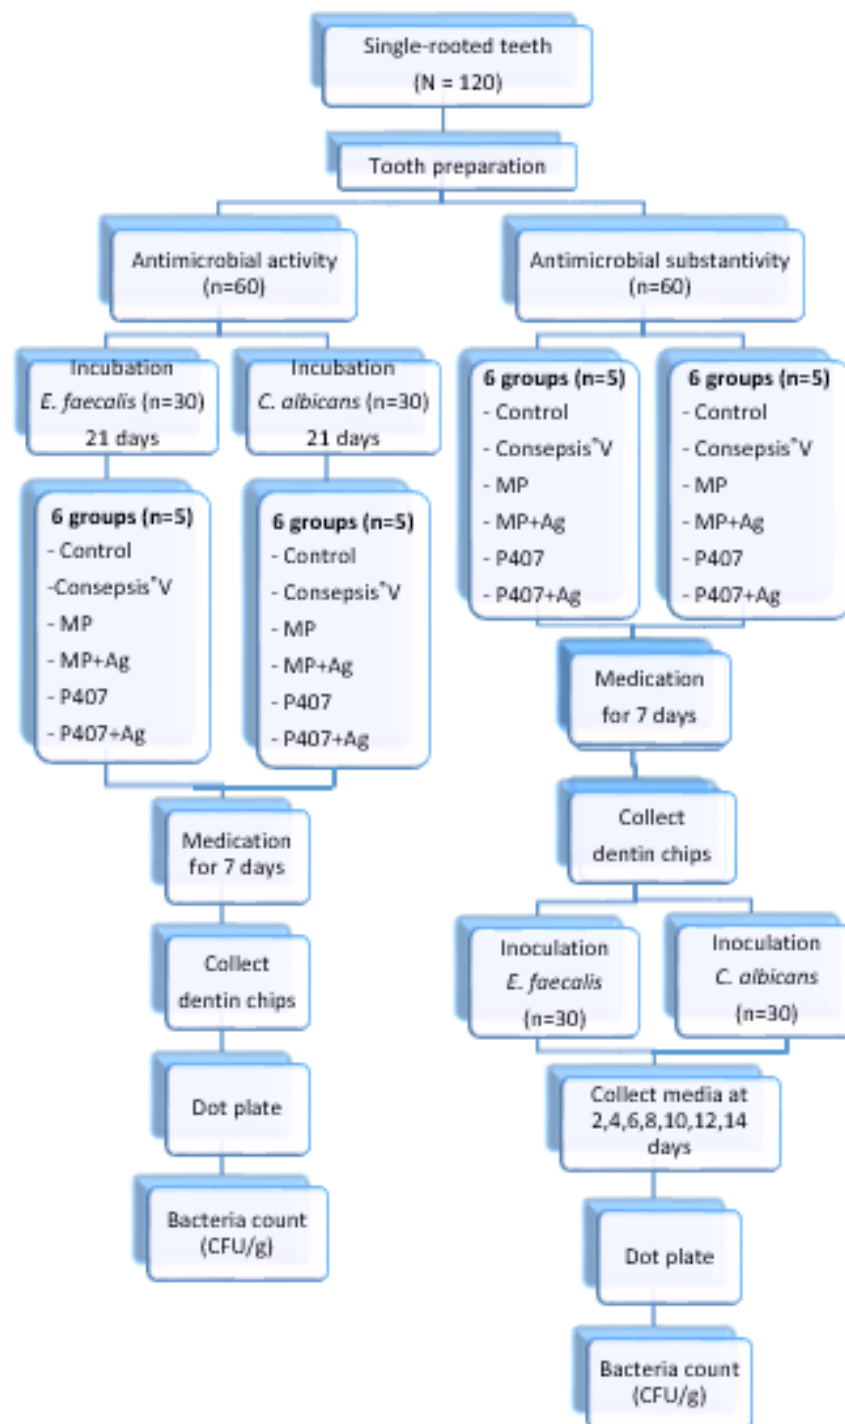 Single-rooted teeth
(N = 120)
Tooth preparation
Antimicrobial activity
(n=60)
Antimicrobial substantivity
(n=60)
Incubation
E. faecalis (n=30)
21 days
Incubation
C. albicans (n=30)
21 days
6 groups (n=5)
- Control
-Consepsis®V
- MP
- MP+Ag
- P407
- P407+Ag
6 groups (n=5)
- Control
- Consepsis®V
- MP
- MP+Ag
- P407
- P407+Ag
6 groups (n=5)
- Control
- Consepsis®V
- MP
- MP+Ag
- P407
- P407+Ag
6 groups (n=5)
- Control
- Consepsis®V
- MP
- MP+Ag
- P407
- P407+Ag
Medication
for 7 days
Collect
dentin chips
Dot plate
Bacteria count
(CFU/g)
Medication
for 7 days
Collect
dentin chips
Inoculation
E. faecalis
(n=30)
Inoculation
C. albicans
(n=30)
Collect media at
2,4,6,8,10,12,14
days
Dot plate
Bacteria count
(CFU/g)